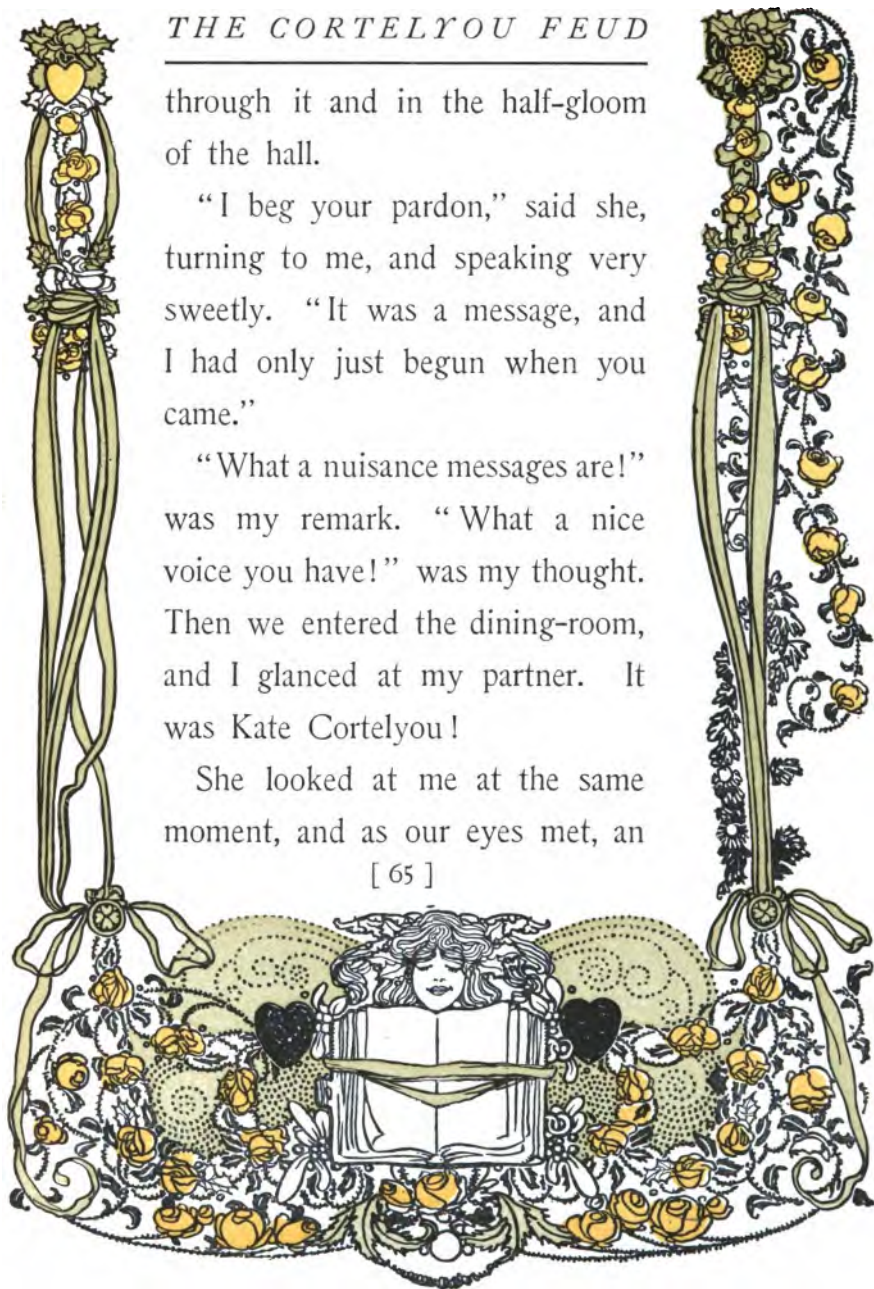 THE CORTELYOU FEUD
through it and in the half-gloom
of the hall.
“I beg your pardon,” said she,
turning to me, and speaking very
sweetly. “It was a message, and
I had only just begun when you
came.”
“What a nuisance messages are!”
was my remark. “What a nice
voice you have!” was my thought.
Then we entered the dining-room,
and I glanced at my partner. It
was Kate Cortelyou!
She looked at me at the same
moment, and as our eyes met, an
[ 65 ]